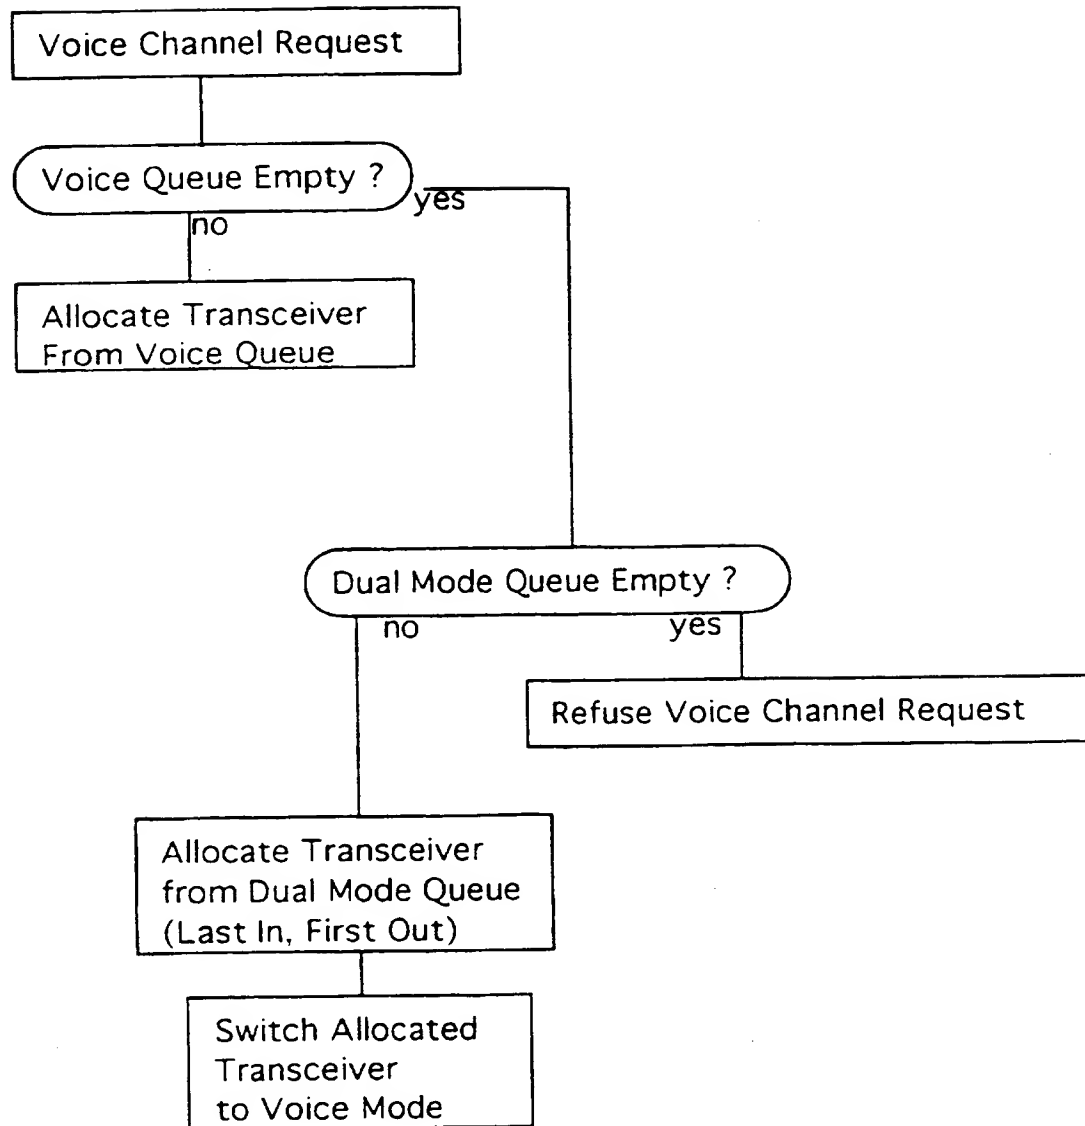 Voice Channel Request
Voice Queue Empty ?
yes
no
Allocate Transceiver
From Voice Queue
Dual Mode Queue Empty ?
no
yes
Refuse Voice Channel Request
Allocate Transceiver
from Dual Mode Queue
(Last In, First Out)
Switch Allocated
Transceiver
to Voice Mode